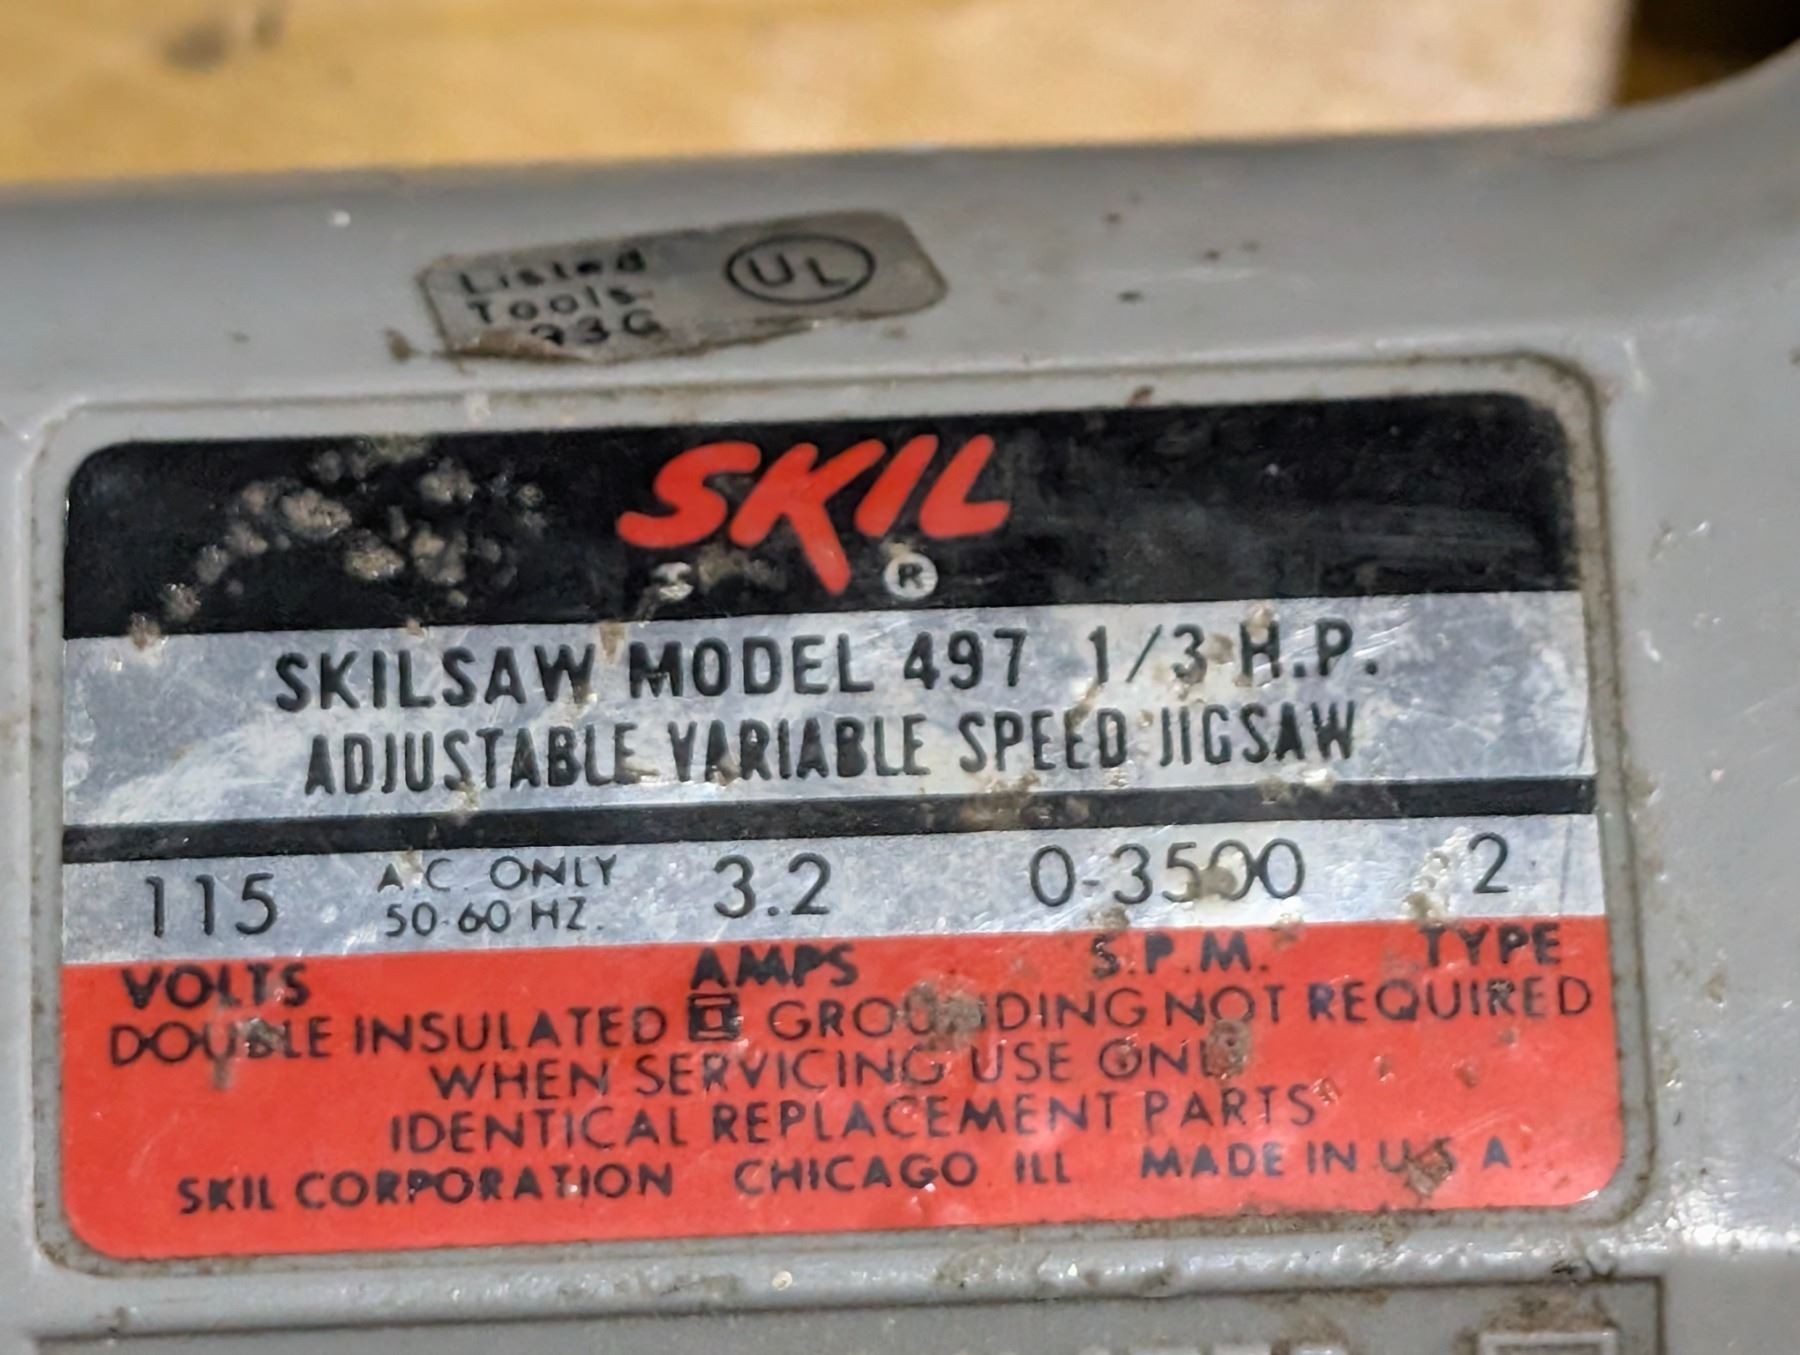 Listed
Tools
93G
UL
SKIL
®
SKILSAW MODEL 497 1/3 H.P.
ADJUSTABLE VARIABLE SPEED JIGSAW
115 A.C. ONLY 50-60 HZ. 3.2 0-3500 2
VOLTS AMPS S.P.M. TYPE
DOUBLE INSULATED GROUNDING NOT REQUIRED
WHEN SERVICING USE ONLY
IDENTICAL REPLACEMENT PARTS
SKIL CORPORATION CHICAGO ILL MADE IN U S A